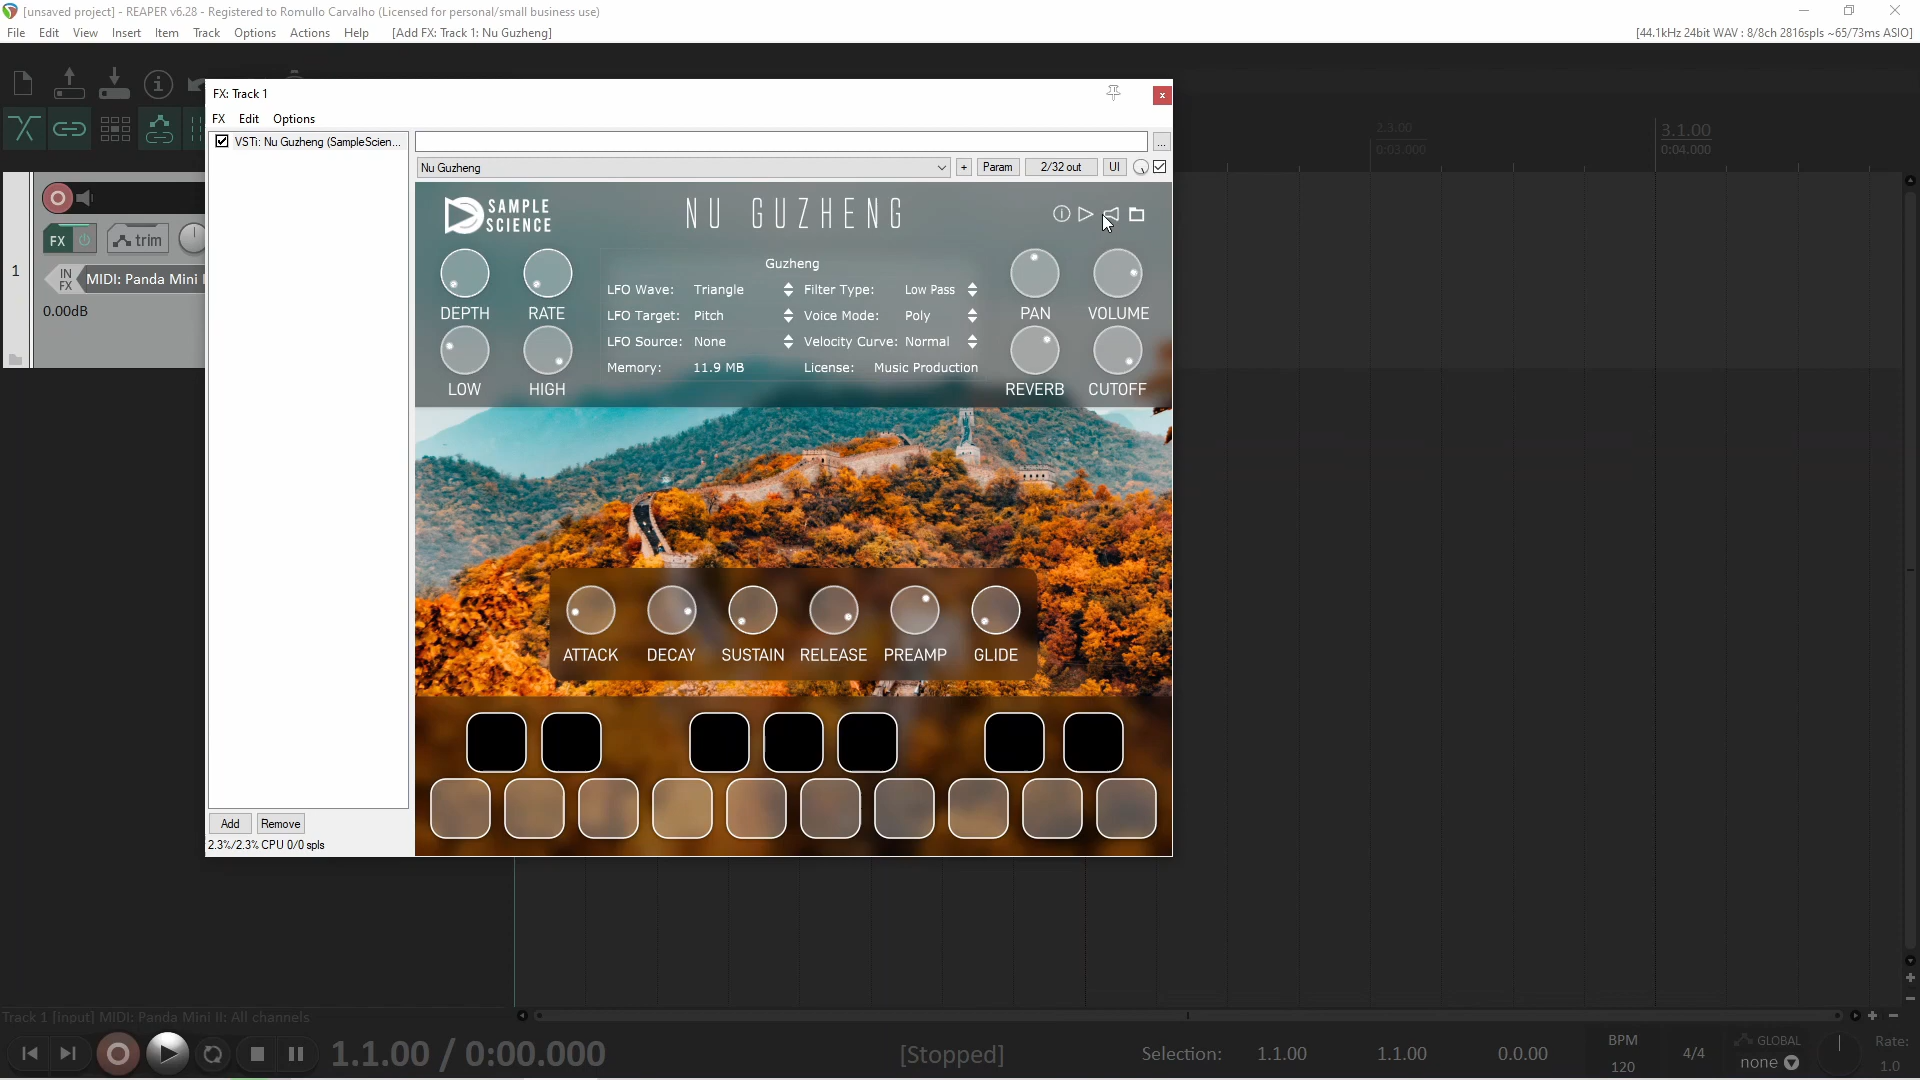 [unsaved project] - REAPER v6.28 - Registered to Romullo Carvalho (Licensed for personal/small business use)
File Edit View Insert Item Track Options Actions Help [Add FX: Track 1: Nu Guzheng] [44.1kHz 24bit WAV : 8/8ch 2816spls ~65/73ms ASIO]
FX: Track 1
FX Edit Options
VSTi: Nu Guzheng (SampleScien...
...
Nu Guzheng + Param 2/32 out UI
2.3.00
0:03.000
3.1.00
0:04.000
SAMPLE
SCIENCE
NU GUZHENG
FX trim
1
IN
FX
MIDI: Panda Mini
0.00dB
Guzheng
LFO Wave: Triangle Filter Type: Low Pass
LFO Target: Pitch Voice Mode: Poly
LFO Source: None Velocity Curve: Normal
Memory: 11.9 MB License: Music Production
DEPTH RATE PAN VOLUME
LOW HIGH REVERB CUTOFF
ATTACK DECAY SUSTAIN RELEASE PREAMP GLIDE
Add Remove
2.3%/2.3% CPU 0/0 spls
Track 1 [Input] MIDI: Panda Mini II: All channels
1.1.00 / 0:00.000
[Stopped]
Selection: 1.1.00 1.1.00 0.0.00
BPM
120
4/4
GLOBAL
none
Rate:
1.0